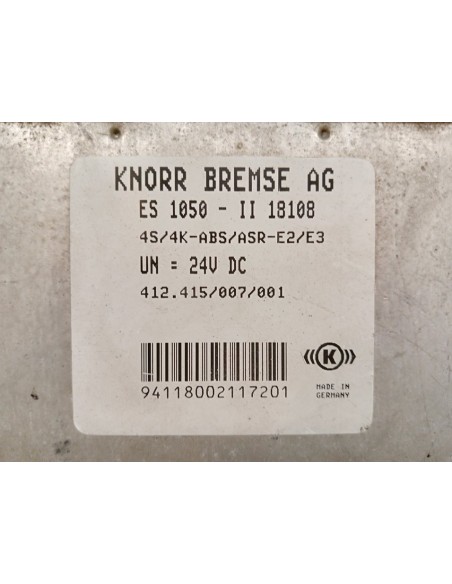 KNORR BREMSE AG
ES 1050 - II 18108
4S/4K-ABS/ASR-E2/E3
UN = 24V DC
412.415/007/001
94118002117201
K
MADE IN
GERMANY